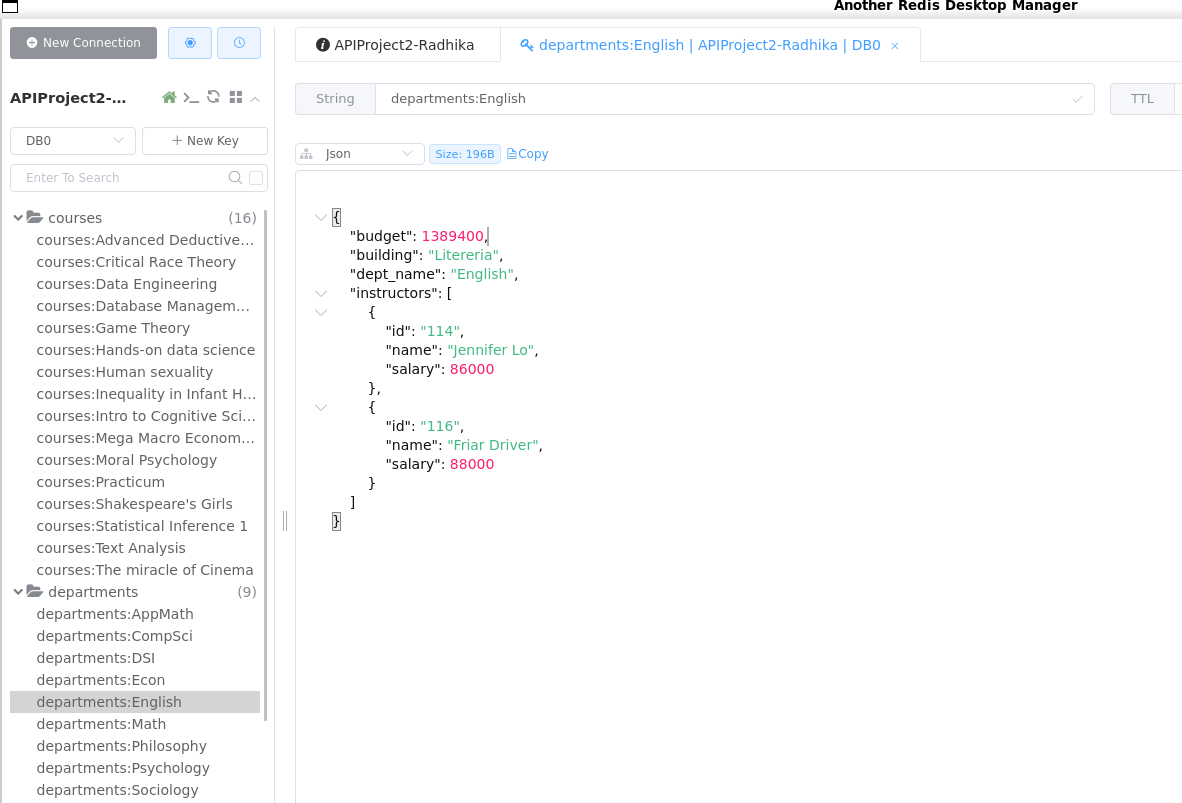 Another Redis Desktop Manager
New Connection
APIProject2-...
DB0
New Key
Enter To Search
courses (16)
courses:Advanced Deductive...
courses:Critical Race Theory
courses:Data Engineering
courses:Database Managem...
courses:Game Theory
courses:Hands-on data science
courses:Human sexuality
courses:Inequality in Infant H...
courses:Intro to Cognitive Sci...
courses:Mega Macro Econom...
courses:Moral Psychology
courses:Practicum
courses:Shakespeare's Girls
courses:Statistical Inference 1
courses:Text Analysis
courses:The miracle of Cinema
departments (9)
departments:AppMath
departments:CompSci
departments:DSI
departments:Econ
departments:English
departments:Math
departments:Philosophy
departments:Psychology
departments:Sociology
APIProject2-Radhika
departments:English | APIProject2-Radhika | DB0
String departments:English TTL
Json Size: 196B Copy
{
"budget": 1389400,
"building": "Litereria",
"dept_name": "English",
"instructors": [
{
"id": "114",
"name": "Jennifer Lo",
"salary": 86000
},
{
"id": "116",
"name": "Friar Driver",
"salary": 88000
}
]
}